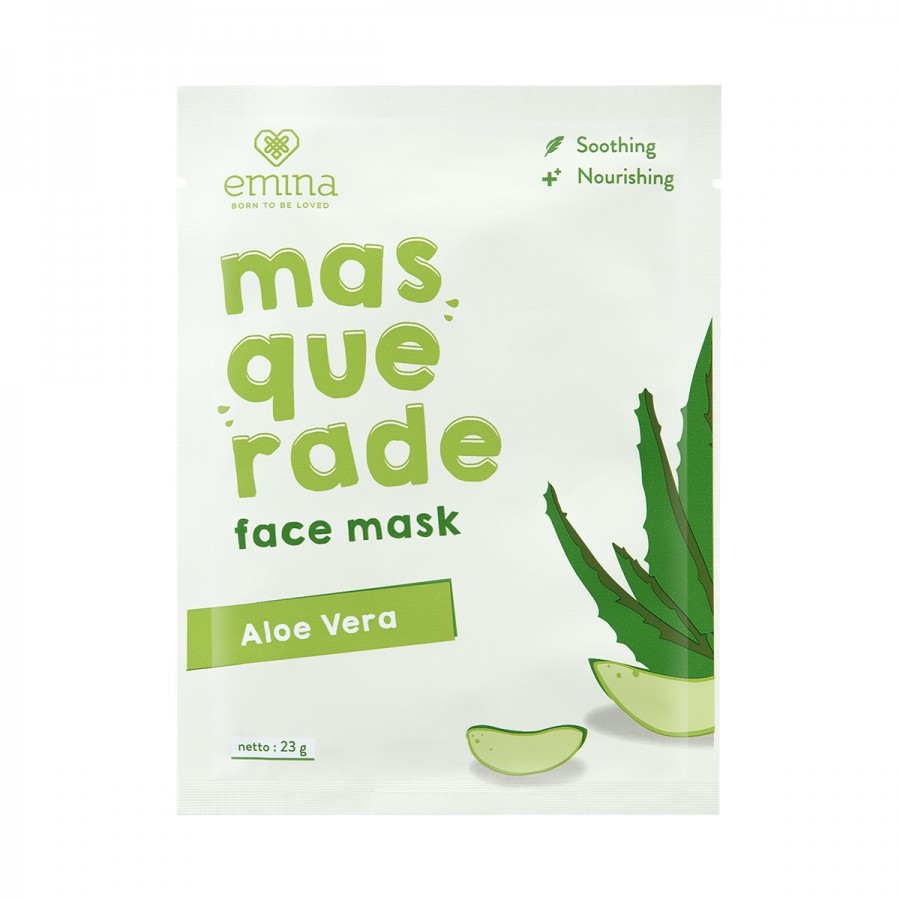 emina
BORN TO BE LOVED
Soothing
Nourishing
mas
que
rade
face mask
Aloe Vera
netto : 23 g